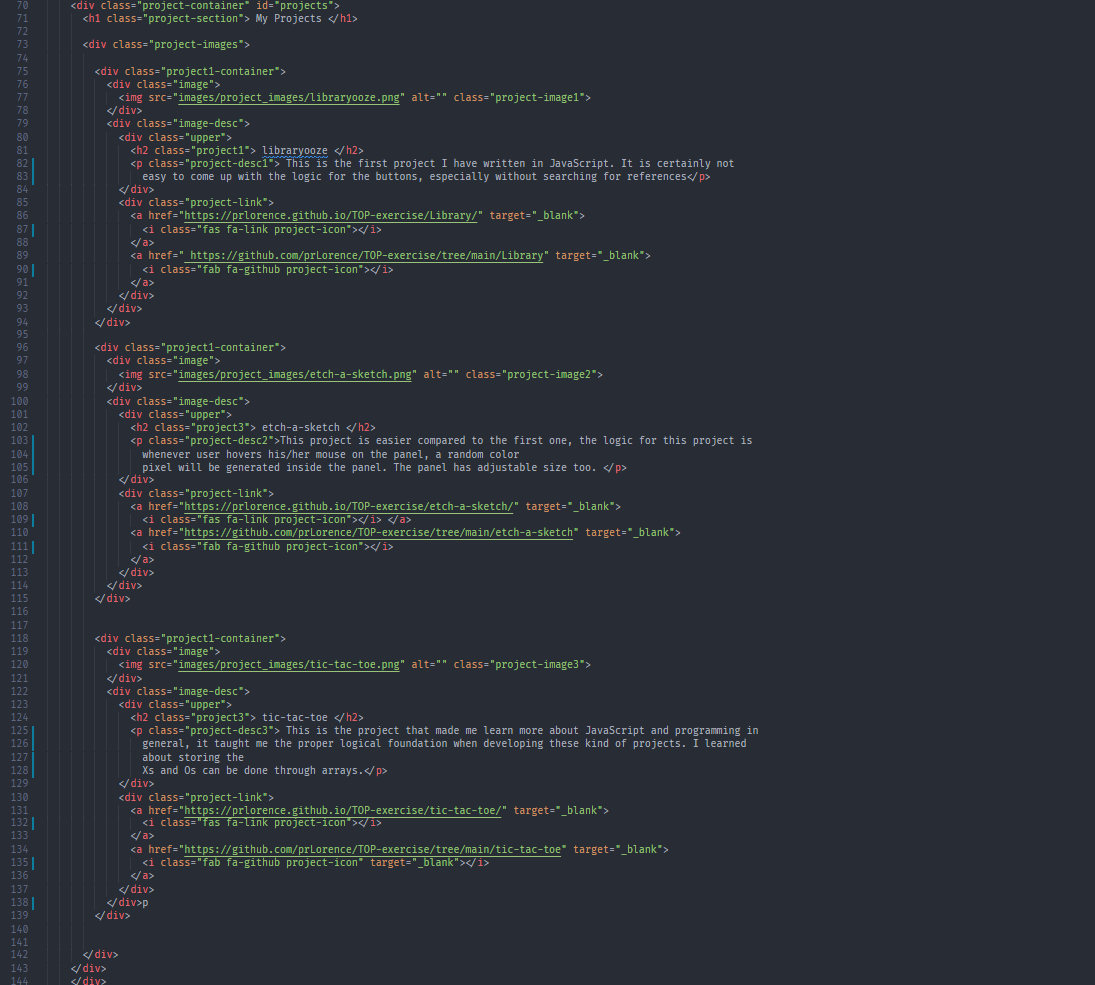 70 <div class="project-container" id="projects">
71 <h1 class="project-section"> My Projects </h1>
72
73 <div class="project-images">
74
75 <div class="project1-container">
76 <div class="image">
77 <img src="images/project_images/libraryooze.png" alt="" class="project-image1">
78 </div>
79 <div class="image-desc">
80 <div class="upper">
81 <h2 class="project1"> libraryooze </h2>
82 <p class="project-desc1"> This is the first project I have written in JavaScript. It is certainly not
83 easy to come up with the logic for the buttons, especially without searching for references</p>
84 </div>
85 <div class="project-link">
86 <a href="https://prlorence.github.io/TOP-exercise/Library/" target="_blank">
87 <i class="fas fa-link project-icon"></i>
88 </a>
89 <a href=" https://github.com/prLorence/TOP-exercise/tree/main/Library" target="_blank">
90 <i class="fab fa-github project-icon"></i>
91 </a>
92 </div>
93 </div>
94 </div>
95
96 <div class="project1-container">
97 <div class="image">
98 <img src="images/project_images/etch-a-sketch.png" alt="" class="project-image2">
99 </div>
100 <div class="image-desc">
101 <div class="upper">
102 <h2 class="project3"> etch-a-sketch </h2>
103 <p class="project-desc2">This project is easier compared to the first one, the logic for this project is
104 whenever user hovers his/her mouse on the panel, a random color
105 pixel will be generated inside the panel. The panel has adjustable size too. </p>
106 </div>
107 <div class="project-link">
108 <a href="https://prlorence.github.io/TOP-exercise/etch-a-sketch/" target="_blank">
109 <i class="fas fa-link project-icon"></i> </a>
110 <a href="https://github.com/prLorence/TOP-exercise/tree/main/etch-a-sketch" target="_blank">
111 <i class="fab fa-github project-icon"></i>
112 </a>
113 </div>
114 </div>
115 </div>
116
117
118 <div class="project1-container">
119 <div class="image">
120 <img src="images/project_images/tic-tac-toe.png" alt="" class="project-image3">
121 </div>
122 <div class="image-desc">
123 <div class="upper">
124 <h2 class="project3"> tic-tac-toe </h2>
125 <p class="project-desc3"> This is the project that made me learn more about JavaScript and programming in
126 general, it taught me the proper logical foundation when developing these kind of projects. I learned
127 about storing the
128 Xs and Os can be done through arrays.</p>
129 </div>
130 <div class="project-link">
131 <a href="https://prlorence.github.io/TOP-exercise/tic-tac-toe/" target="_blank">
132 <i class="fas fa-link project-icon"></i>
133 </a>
134 <a href="https://github.com/prLorence/TOP-exercise/tree/main/tic-tac-toe" target="_blank">
135 <i class="fab fa-github project-icon" target="_blank"></i>
136 </a>
137 </div>
138 </div>p
139 </div>
140
141
142 </div>
143 </div>
144 </div>